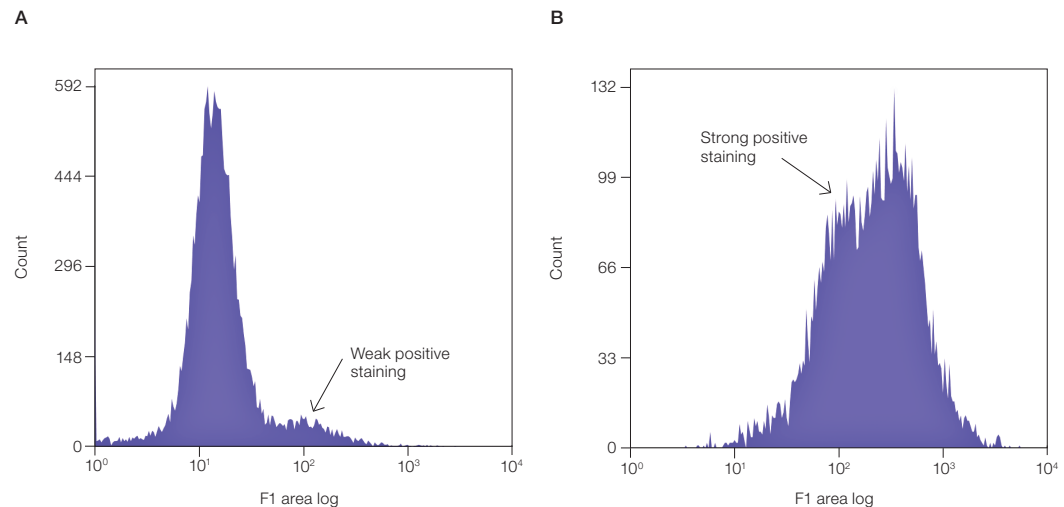 A
592
444
296
148
0
Count
Weak positive
staining
10⁰
10¹
10²
10³
10⁴
F1 area log
B
132
99
66
33
0
Count
Strong positive
staining
10⁰
10¹
10²
10³
10⁴
F1 area log